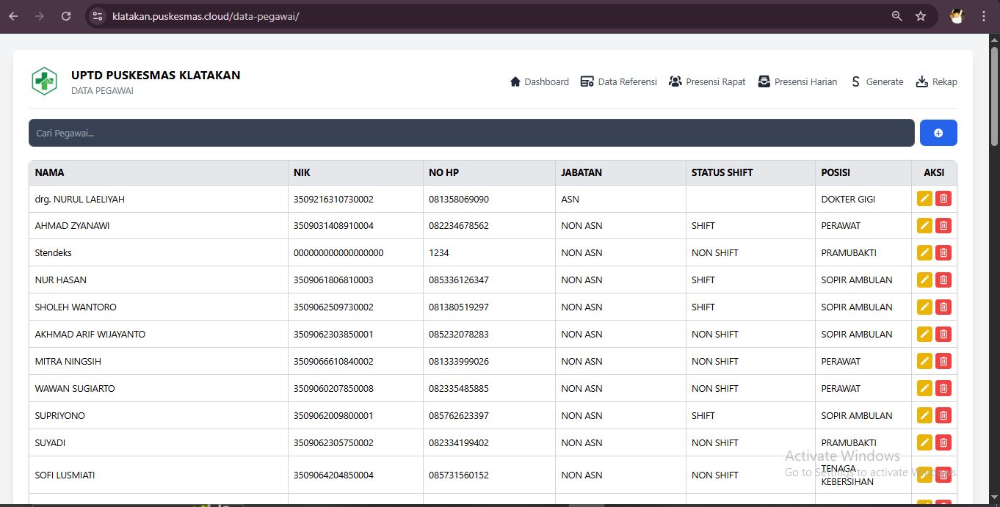 klatakan.puskesmas.cloud/data-pegawai/
UPTD PUSKESMAS KLATAKAN
DATA PEGAWAI
Dashboard Data Referensi Presensi Rapat Presensi Harian Generate Rekap
Cari Pegawai...
NAMA NIK NO HP JABATAN STATUS SHIFT POSISI AKSI
drg. NURUL LAELIYAH 3509216310730002 081358069090 ASN DOKTER GIGI
AHMAD ZYANAWI 3509031408910004 082234678562 NON ASN SHIFT PERAWAT
Stendeks 000000000000000000 1234 NON ASN NON SHIFT PRAMUBAKTI
NUR HASAN 3509061806810003 085336126347 NON ASN SHIFT SOPIR AMBULAN
SHOLEH WANTORO 3509062509730002 081380519297 NON ASN SHIFT SOPIR AMBULAN
AKHMAD ARIF WIJAYANTO 3509062303850001 085232078283 NON ASN NON SHIFT SOPIR AMBULAN
MITRA NINGSIH 3509066610840002 081333999026 NON ASN NON SHIFT PERAWAT
WAWAN SUGIARTO 3509060207850008 082335485885 NON ASN NON SHIFT PERAWAT
SUPRIYONO 3509062009800001 085762623397 NON ASN SHIFT SOPIR AMBULAN
SUYADI 3509062305750002 082334199402 NON ASN NON SHIFT PRAMUBAKTI
SOFI LUSMIATI 3509064204850004 085731560152 NON ASN NON SHIFT TENAGA
KEBERSIHAN
Activate Windows
Go to Settings to activate Windows.